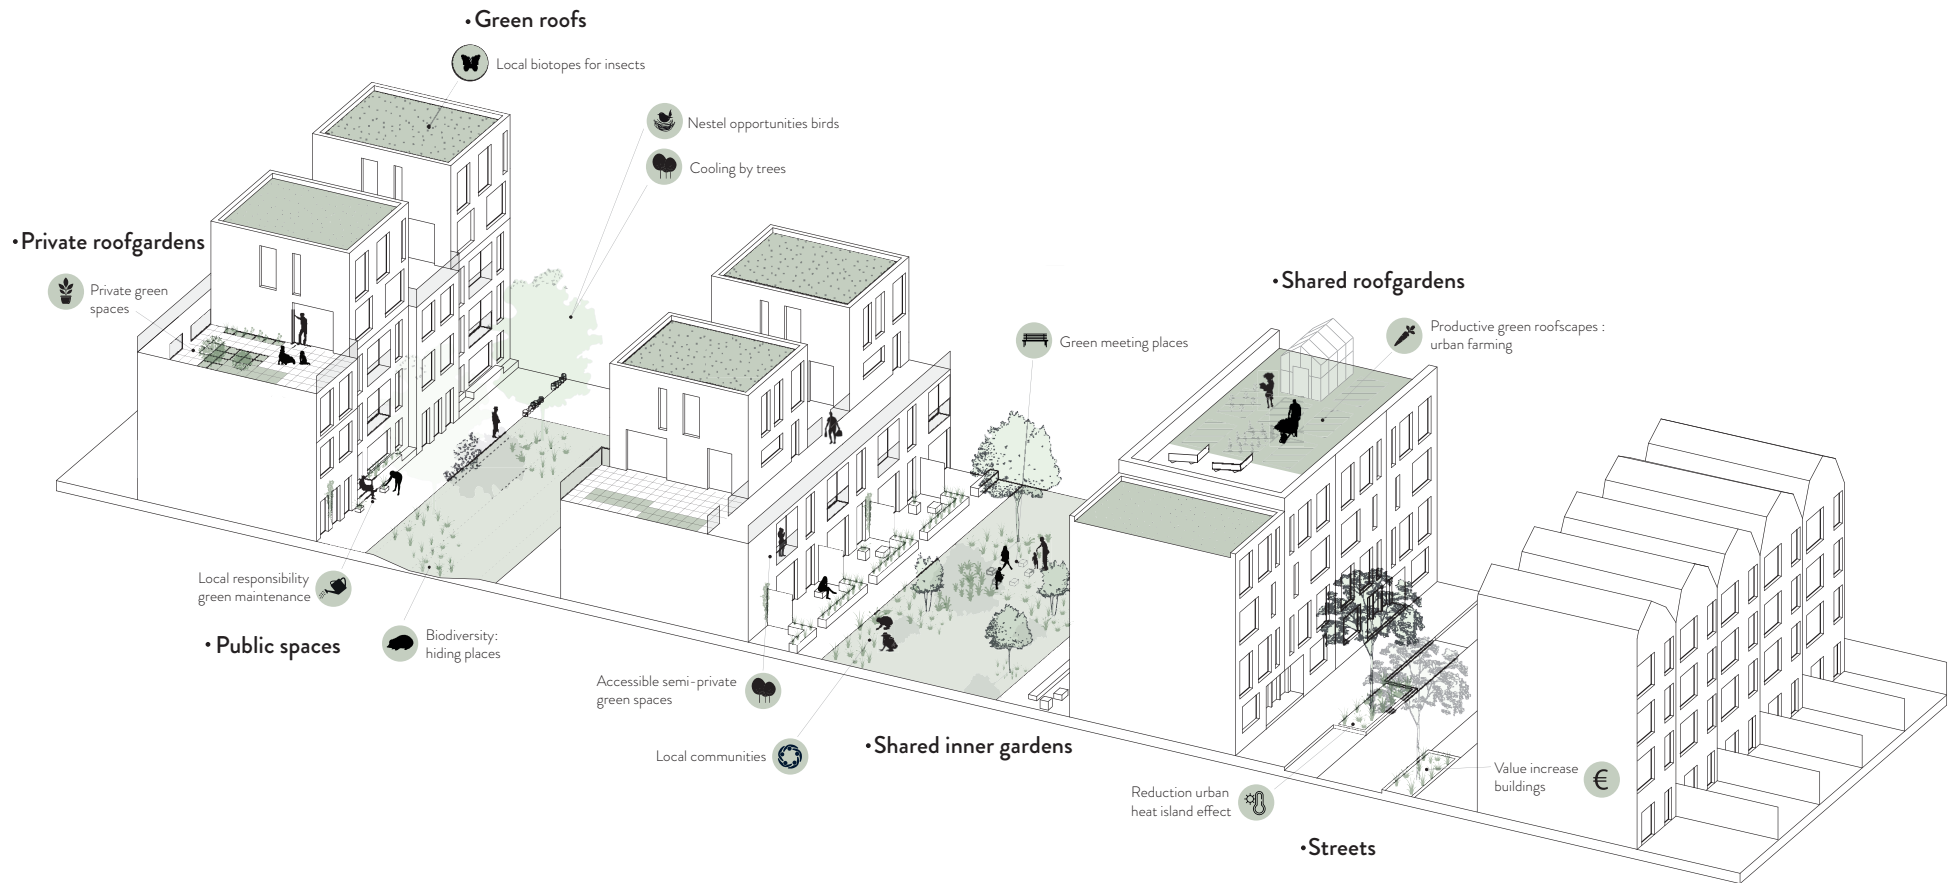 •Green roofs
Local biotopes for insects
Nestel opportunities birds
Cooling by trees
•Private roofgardens
Private green
spaces
•Shared roofgardens
Productive green roofscapes :
urban farming
Green meeting places
Local responsibility
green maintenance
•Public spaces
Biodiversity:
hiding places
Accessible semi-private
green spaces
Local communities
•Shared inner gardens
Reduction urban
heat island effect
Value increase
buildings
€
•Streets